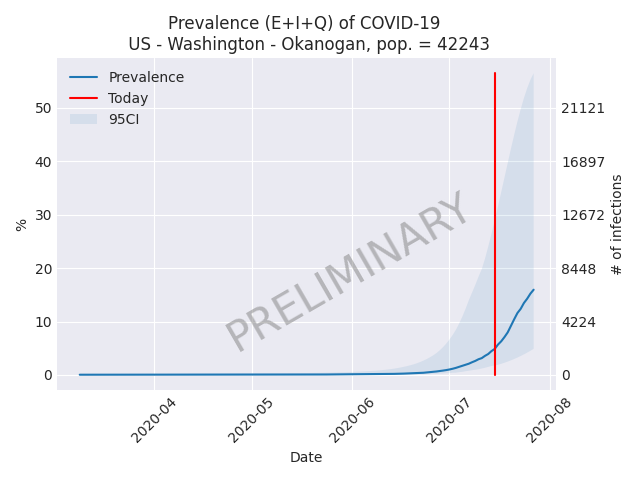 Prevalence (E+I+Q) of COVID-19
US - Washington - Okanogan, pop. = 42243
Prevalence
Today
95CI
PRELIMINARY
%
50
40
30
20
10
0
21121
16897
12672
8448
4224
0
# of infections
2020-04
2020-05
2020-06
2020-07
2020-08
Date